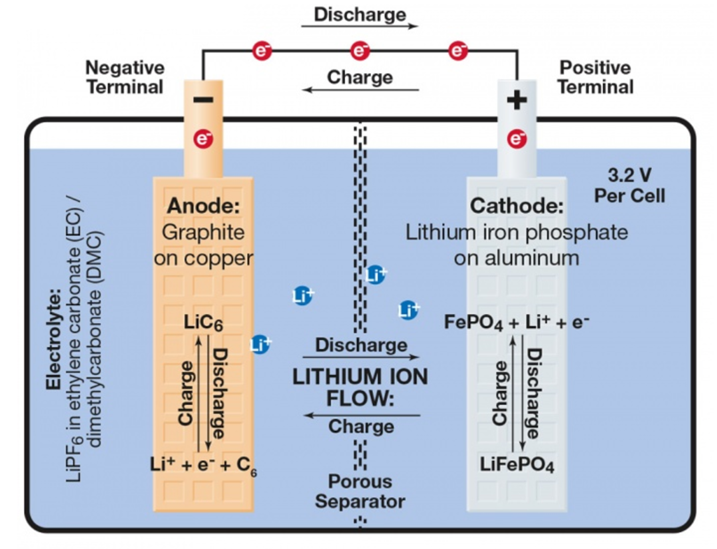 Discharge
e-
e-
e-
Charge
Negative
Terminal
Positive
Terminal
−
+
e-
e-
3.2 V
Per Cell
Electrolyte:
LiPF6 in ethylene carbonate (EC) /
dimethylcarbonate (DMC)
Anode:
Graphite
on copper
Cathode:
Lithium iron phosphate
on aluminum
Li+
Li+
Li+
Li+
LiC6
Charge
Discharge
Li+ + e- + C6
Discharge
LITHIUM ION
FLOW:
Charge
Porous
Separator
FePO4 + Li+ + e-
Charge
Discharge
LiFePO4